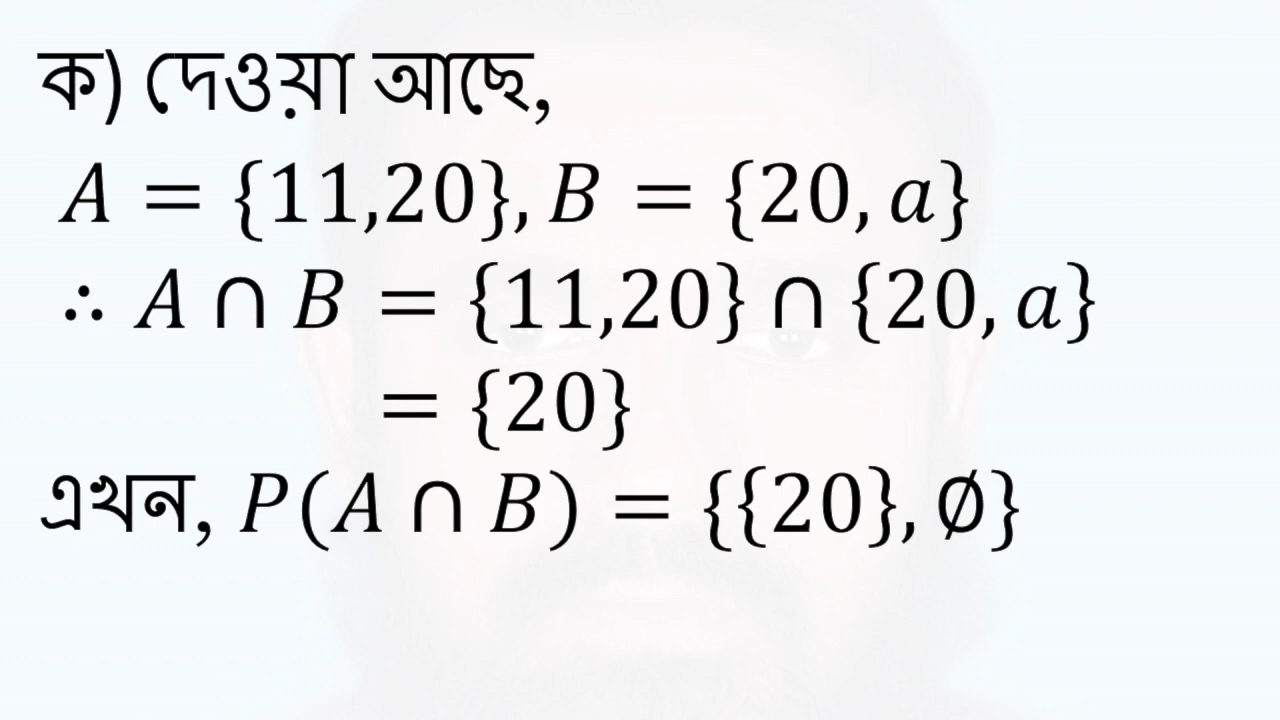 ক) দেওয়া আছে,
A = {11,20}, B = {20, a}
∴ A ∩ B = {11,20} ∩ {20, a}
= {20}
এখন, P(A ∩ B) = {{20}, ∅}